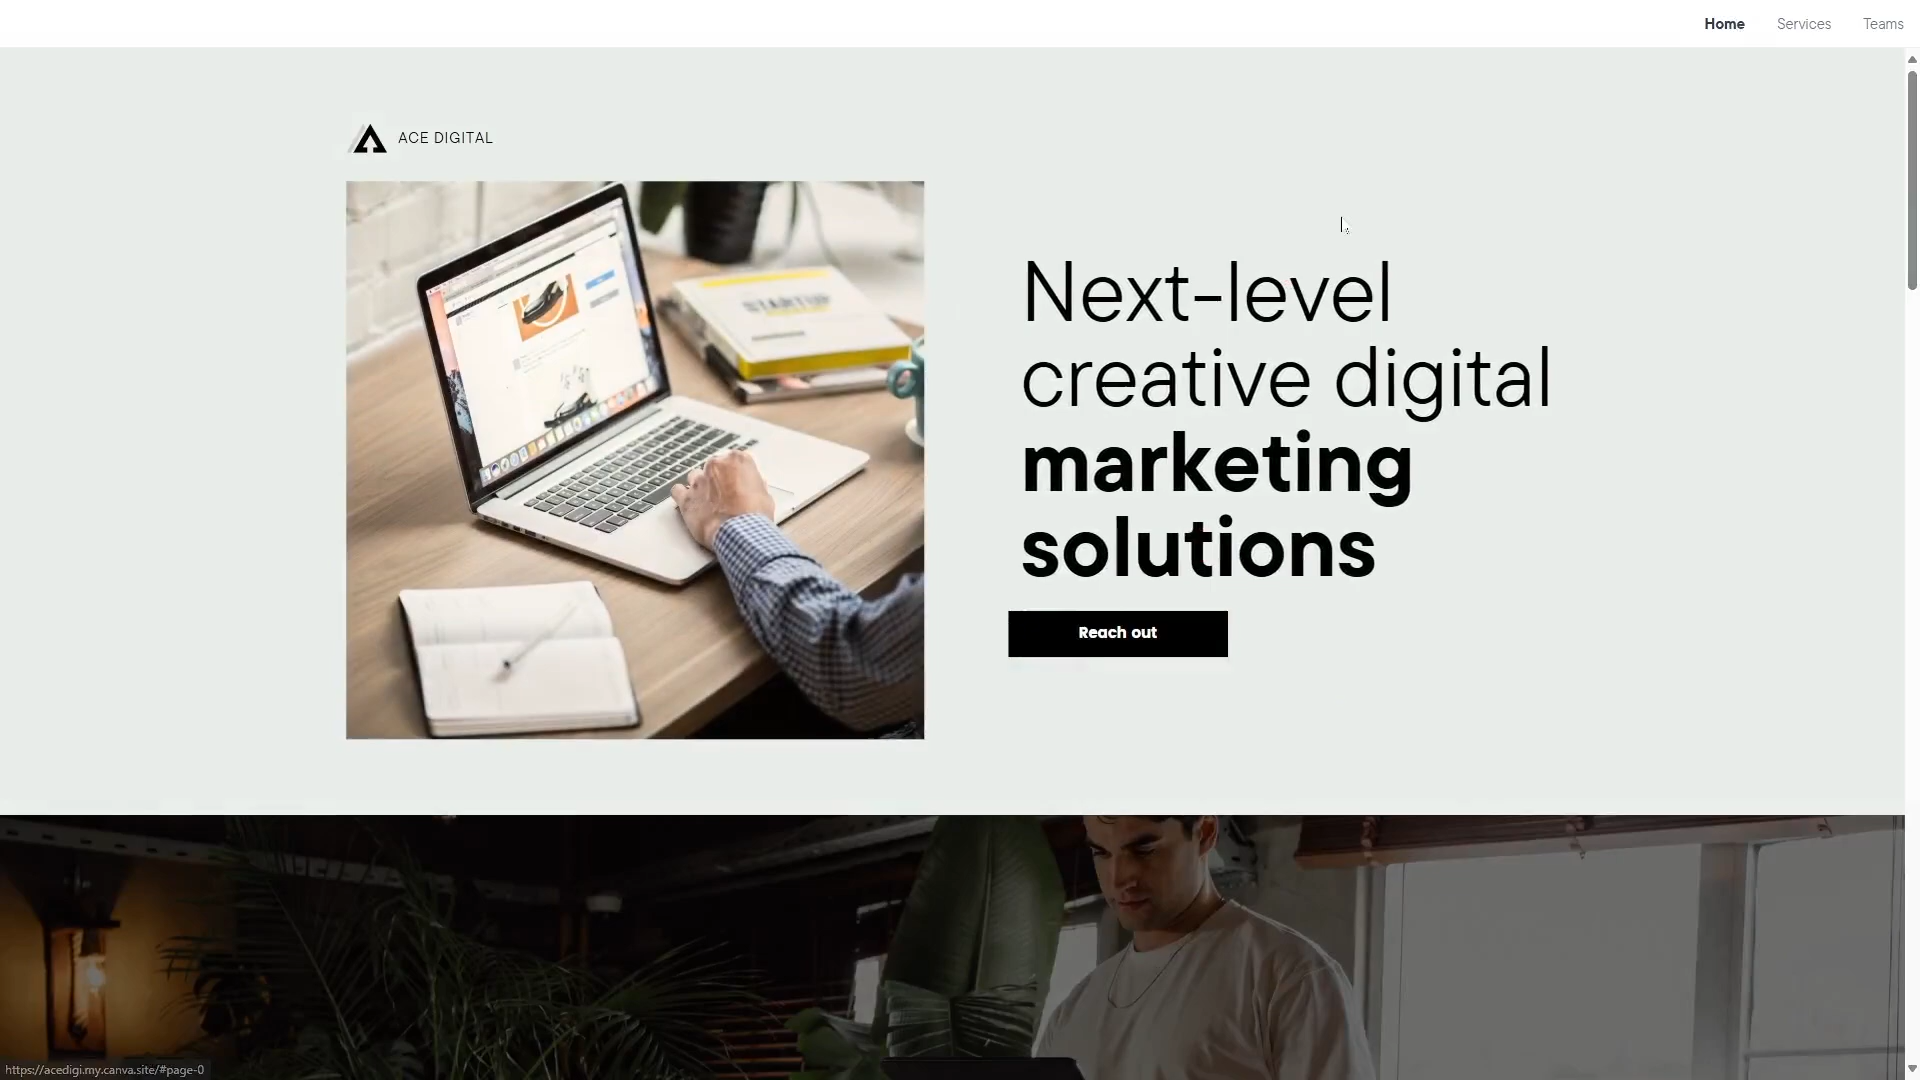 Home Services Teams
ACE DIGITAL
STARTUP
Next-level
creative digital
marketing
solutions
Reach out
https://acedigi.my.canva.site/#page-0